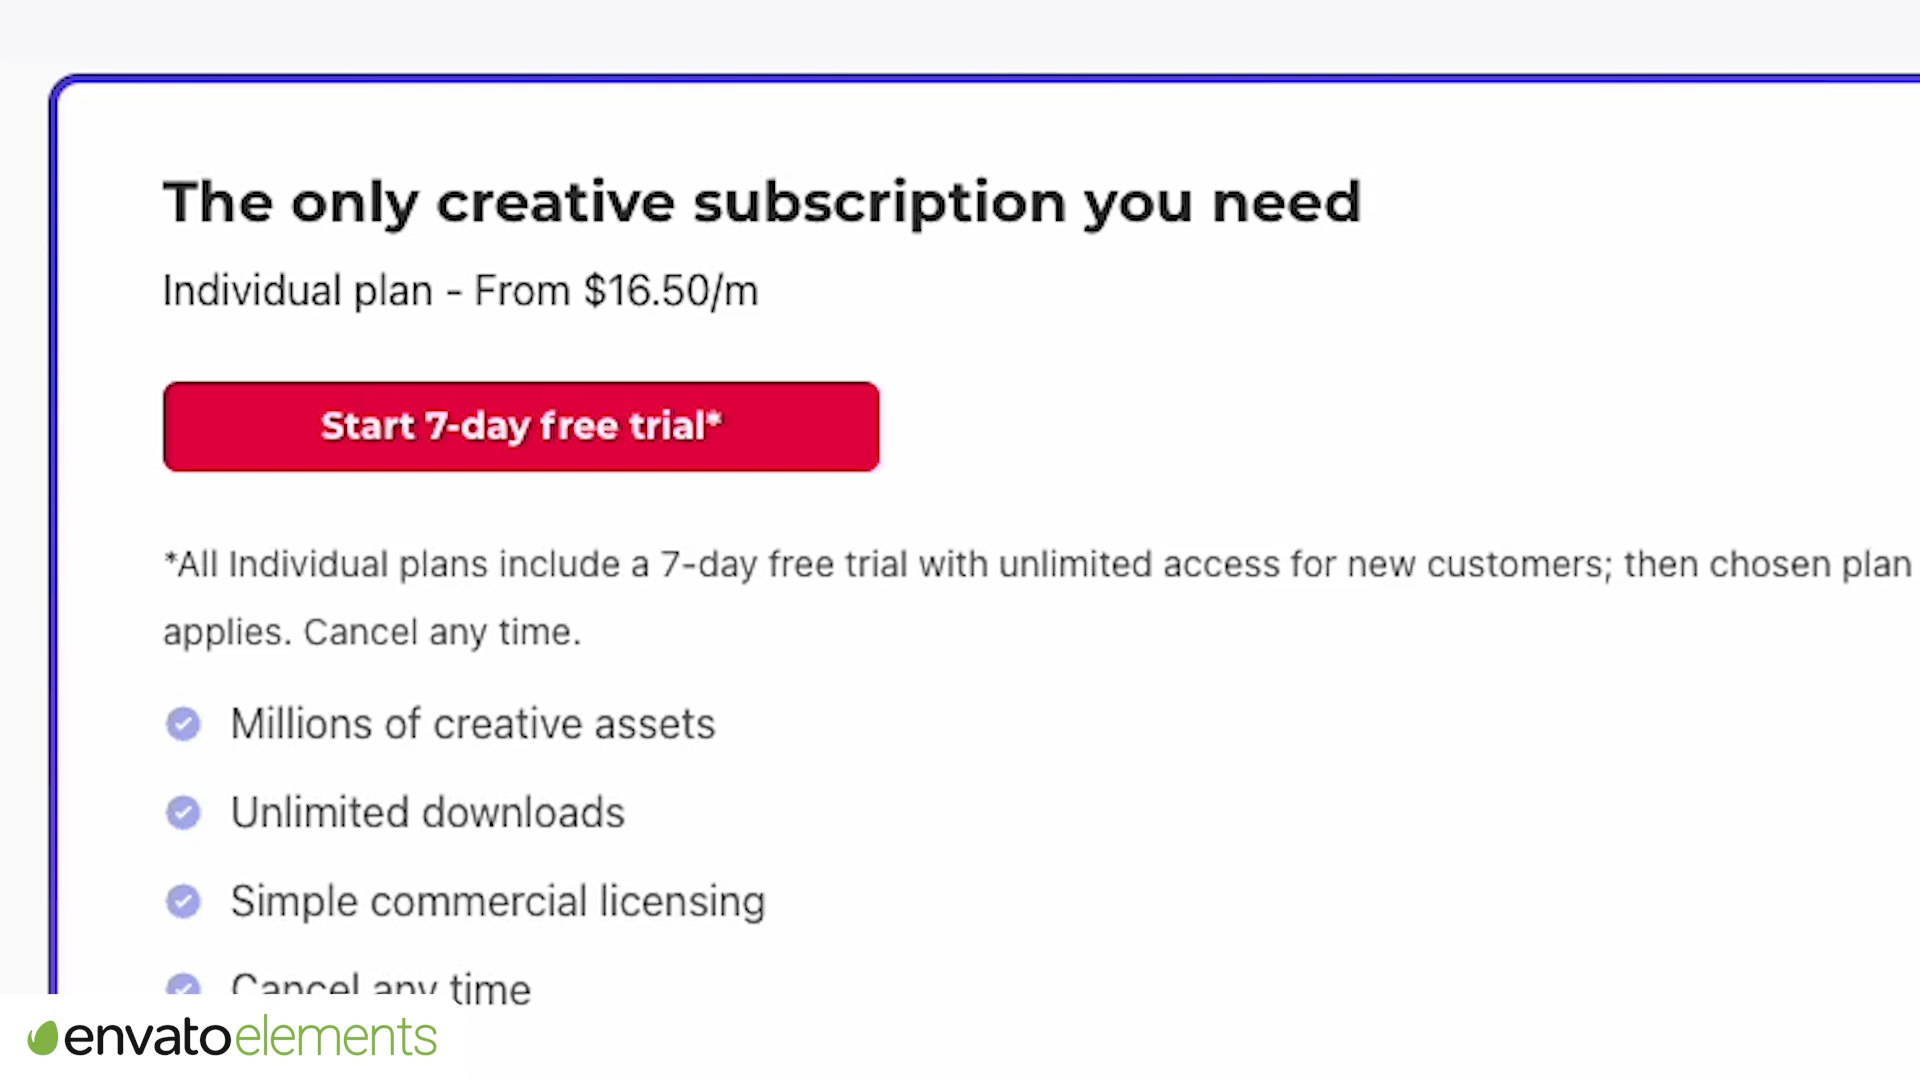 The only creative subscription you need
Individual plan - From $16.50/m
Start 7-day free trial*
*All Individual plans include a 7-day free trial with unlimited access for new customers; then chosen plan
applies. Cancel any time.
Millions of creative assets
Unlimited downloads
Simple commercial licensing
Cancel any time
envatoelements